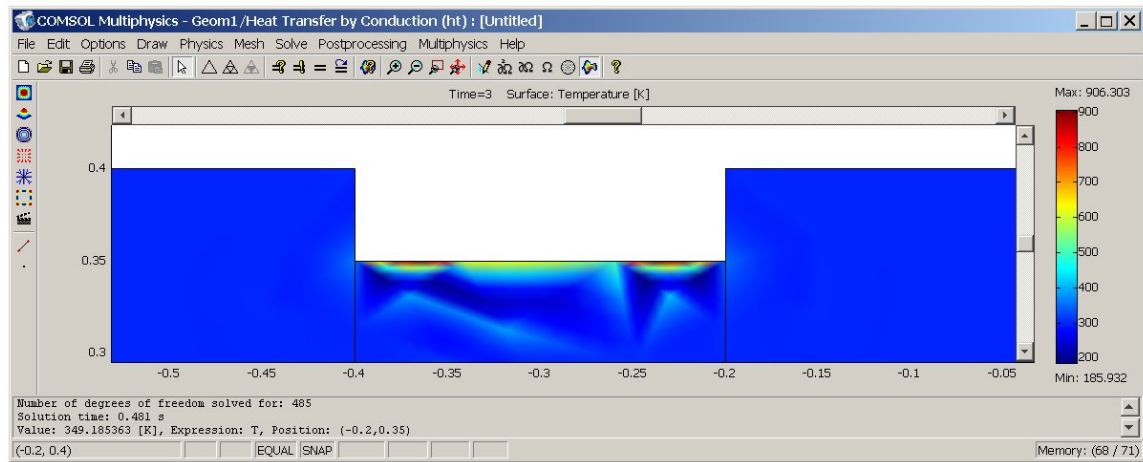 COMSOL Multiphysics - Geom1/Heat Transfer by Conduction (ht) : [Untitled]
File Edit Options Draw Physics Mesh Solve Postprocessing Multiphysics Help
Time=3 Surface: Temperature [K]
Max: 906.303
900
800
700
600
500
400
300
200
Min: 185.932
0.4
0.35
0.3
-0.5 -0.45 -0.4 -0.35 -0.3 -0.25 -0.2 -0.15 -0.1 -0.05
Number of degrees of freedom solved for: 485
Solution time: 0.481 s
Value: 349.185363 [K], Expression: T, Position: (-0.2,0.35)
(-0.2, 0.4) EQUAL SNAP Memory: (68 / 71)